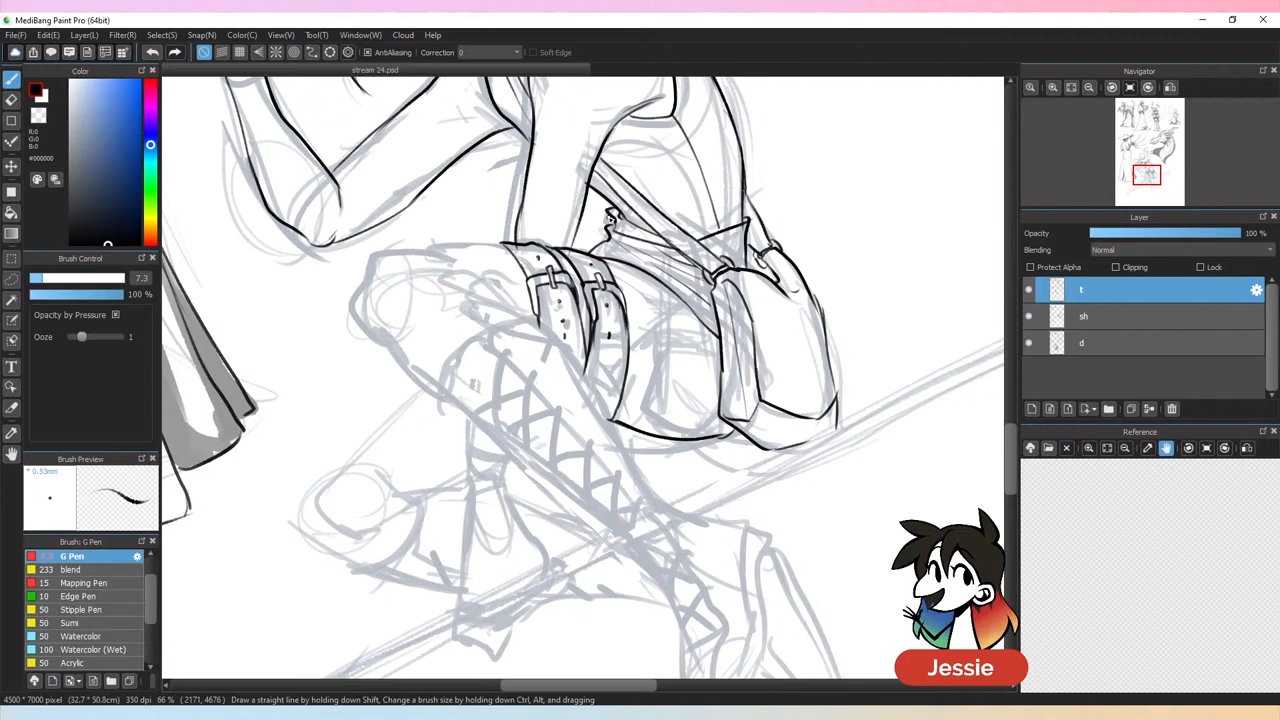 MediBang Paint Pro (64bit)
File(F) Edit(E) Layer(L) Filter(R) Select(S) Snap(N) Color(C) View(V) Tool(T) Window(W) Cloud Help
AntiAliasing Correction 0 Soft Edge
stream 24.psd
Color
R:0
G:0
B:0
#000000
Brush Control
7.3
100 %
Opacity by Pressure
Ooze 1
Brush Preview
* 0.53mm
Brush: G Pen
7.3 G Pen
233 blend
15 Mapping Pen
10 Edge Pen
50 Stipple Pen
50 Sumi
50 Watercolor
100 Watercolor (Wet)
50 Acrylic
Navigator
Layer
Opacity 100 %
Blending Normal
Protect Alpha Clipping Lock
t
sh
d
Reference
Jessie
4500 * 7000 pixel (32.7 * 50.8cm) 350 dpi 66 % ( 2171, 4676 ) Draw a straight line by holding down Shift, Change a brush size by holding down Ctrl, Alt, and dragging